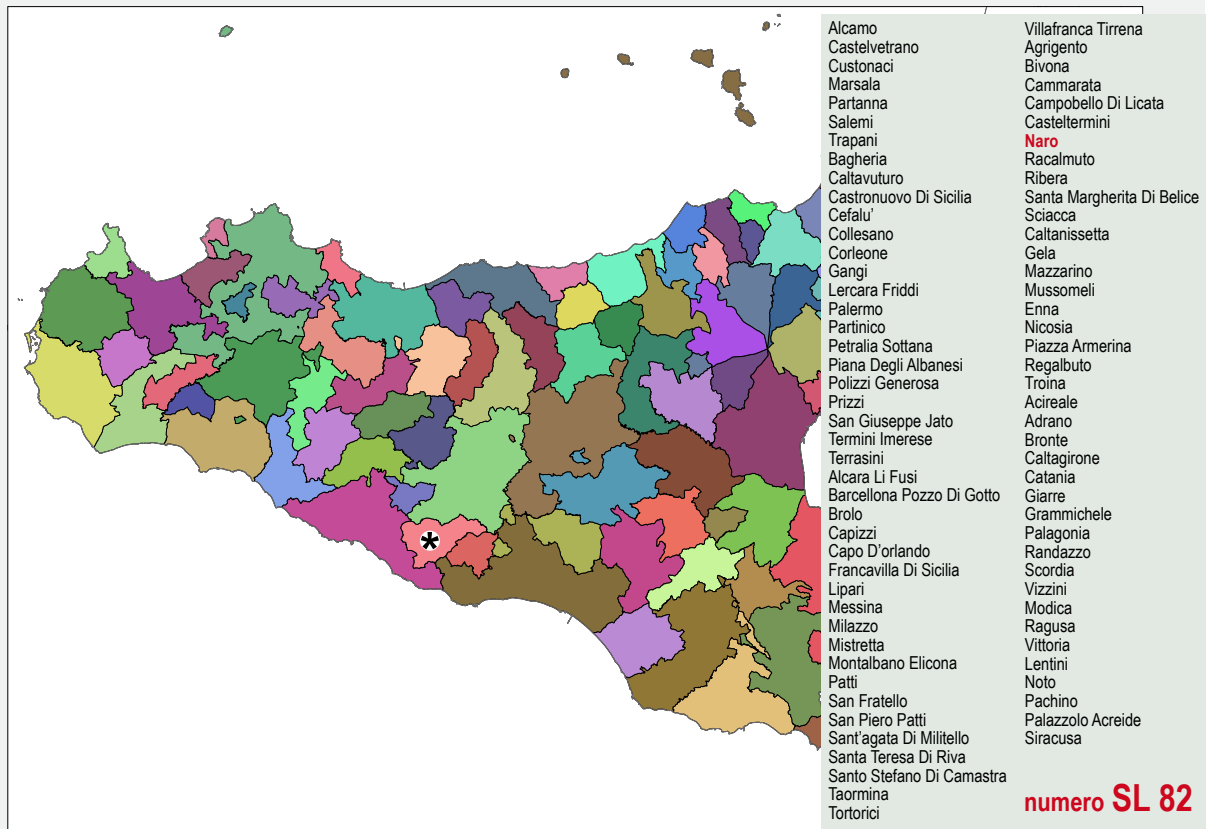 Alcamo
Castelvetrano
Custonaci
Marsala
Partanna
Salemi
Trapani
Bagheria
Caltavuturo
Castronuovo Di Sicilia
Cefalu'
Collesano
Corleone
Gangi
Lercara Friddi
Palermo
Partinico
Petralia Sottana
Piana Degli Albanesi
Polizzi Generosa
Prizzi
San Giuseppe Jato
Termini Imerese
Terrasini
Alcara Li Fusi
Barcellona Pozzo Di Gotto
Brolo
Capizzi
Capo D'orlando
Francavilla Di Sicilia
Lipari
Messina
Milazzo
Mistretta
Montalbano Elicona
Patti
San Fratello
San Piero Patti
Sant'agata Di Militello
Santa Teresa Di Riva
Santo Stefano Di Camastra
Taormina
Tortorici
Villafranca Tirrena
Agrigento
Bivona
Cammarata
Campobello Di Licata
Casteltermini
Naro
Racalmuto
Ribera
Santa Margherita Di Belice
Sciacca
Caltanissetta
Gela
Mazzarino
Mussomeli
Enna
Nicosia
Piazza Armerina
Regalbuto
Troina
Acireale
Adrano
Bronte
Caltagirone
Catania
Giarre
Grammichele
Palagonia
Randazzo
Scordia
Vizzini
Modica
Ragusa
Vittoria
Lentini
Noto
Pachino
Palazzolo Acreide
Siracusa
numero SL 82
*